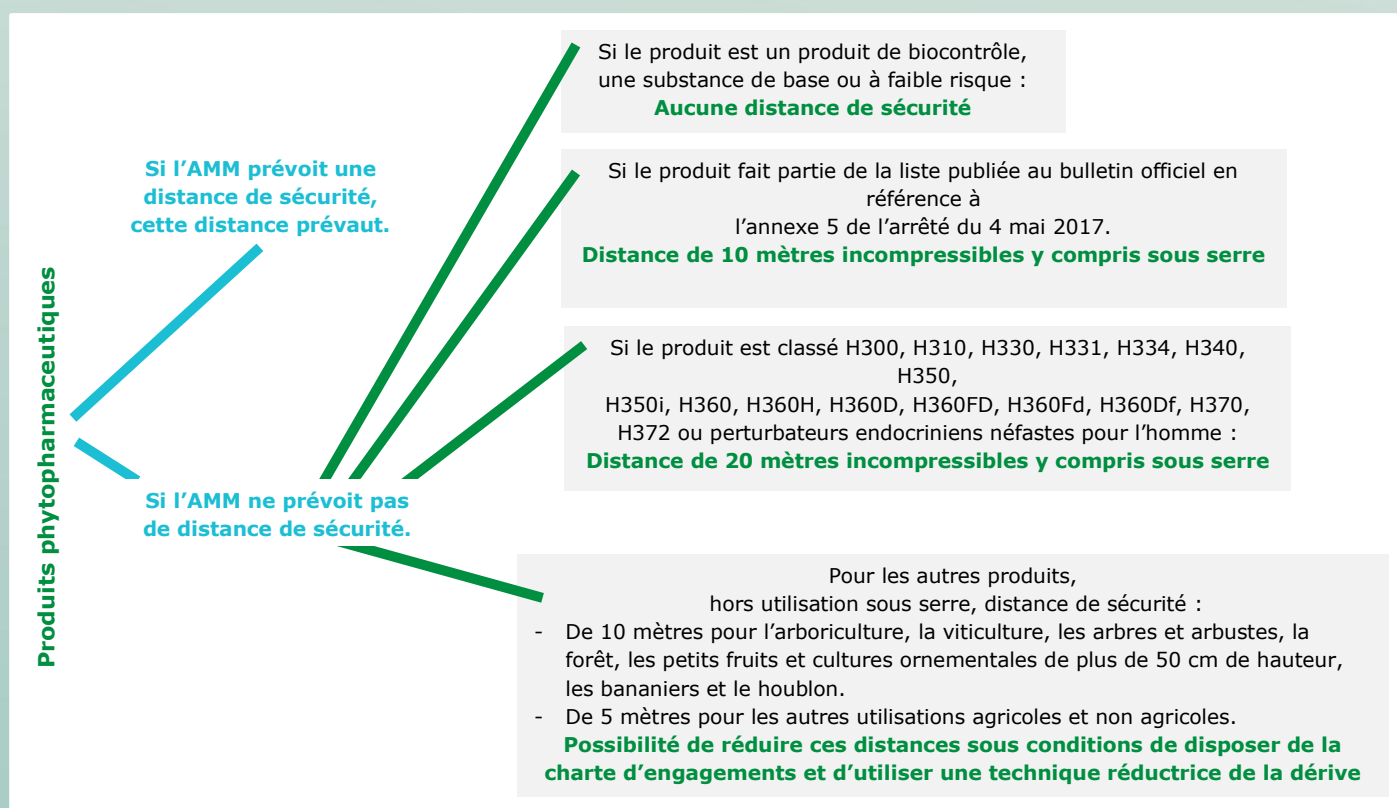 Produits phytopharmaceutiques
Si l'AMM prévoit une
distance de sécurité,
cette distance prévaut.
Si l'AMM ne prévoit pas
de distance de sécurité.
Si le produit est un produit de biocontrôle,
une substance de base ou à faible risque :
Aucune distance de sécurité
Si le produit fait partie de la liste publiée au bulletin officiel en
référence à
l'annexe 5 de l'arrêté du 4 mai 2017.
Distance de 10 mètres incompressibles y compris sous serre
Si le produit est classé H300, H310, H330, H331, H334, H340,
H350,
H350i, H360, H360H, H360D, H360FD, H360Fd, H360Df, H370,
H372 ou perturbateurs endocriniens néfastes pour l'homme :
Distance de 20 mètres incompressibles y compris sous serre
Pour les autres produits,
hors utilisation sous serre, distance de sécurité :
- De 10 mètres pour l'arboriculture, la viticulture, les arbres et arbustes, la
forêt, les petits fruits et cultures ornementales de plus de 50 cm de hauteur,
les bananiers et le houblon.
- De 5 mètres pour les autres utilisations agricoles et non agricoles.
Possibilité de réduire ces distances sous conditions de disposer de la
charte d'engagements et d'utiliser une technique réductrice de la dérive